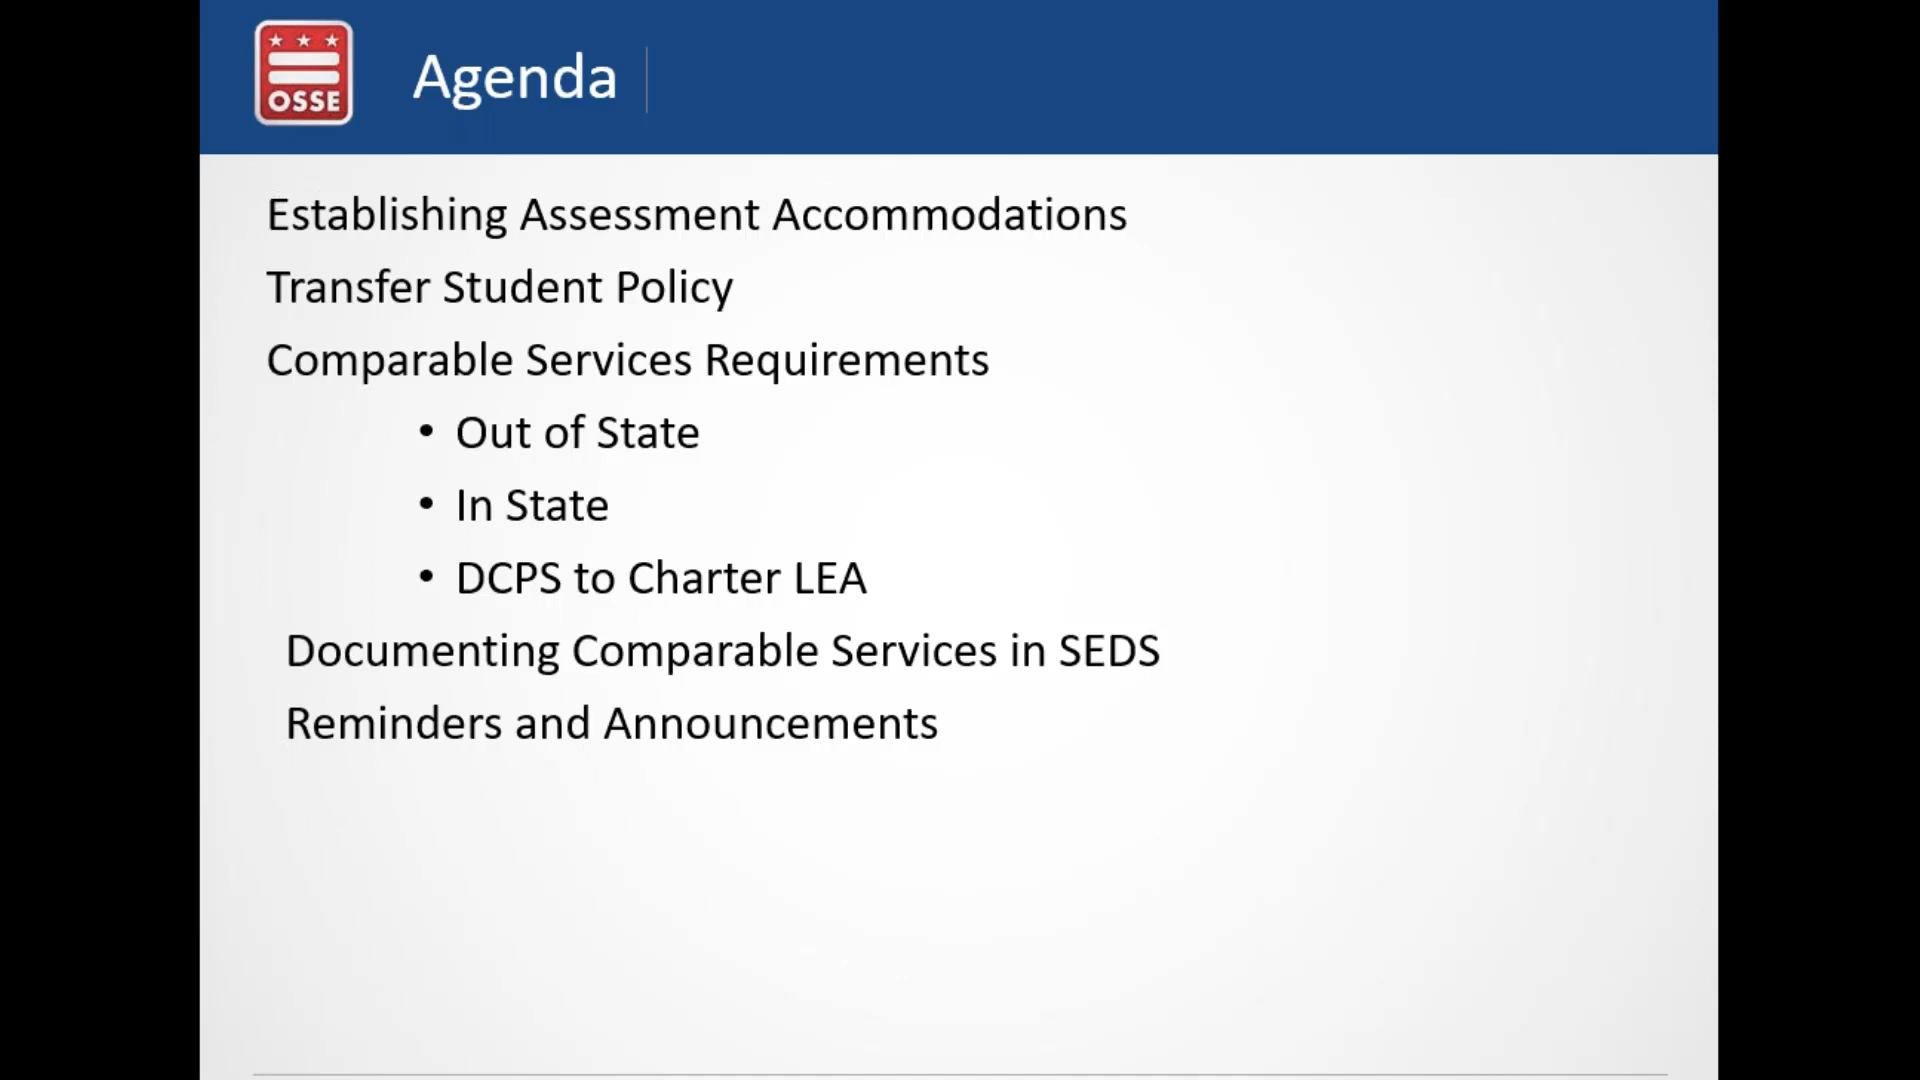 OSSE
Agenda
Establishing Assessment Accommodations
Transfer Student Policy
Comparable Services Requirements
• Out of State
• In State
• DCPS to Charter LEA
Documenting Comparable Services in SEDS
Reminders and Announcements